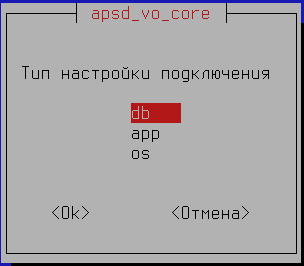 apsd_vo_core
Тип настройки подключения
db
app
os
<Ok> <Отмена>